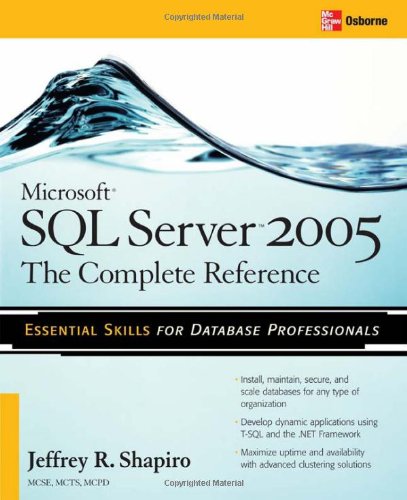 Copyrighted Material
Mc
Graw
Hill
Osborne
Microsoft®
SQL Server™ 2005
The Complete Reference
ESSENTIAL SKILLS FOR DATABASE PROFESSIONALS
• Install, maintain, secure, and
scale databases for any type of
organization
• Develop dynamic applications using
T-SQL and the .NET Framework
• Maximize uptime and availability
with advanced clustering solutions
Jeffrey R. Shapiro
MCSE, MCTS, MCPD
Copyrighted Material